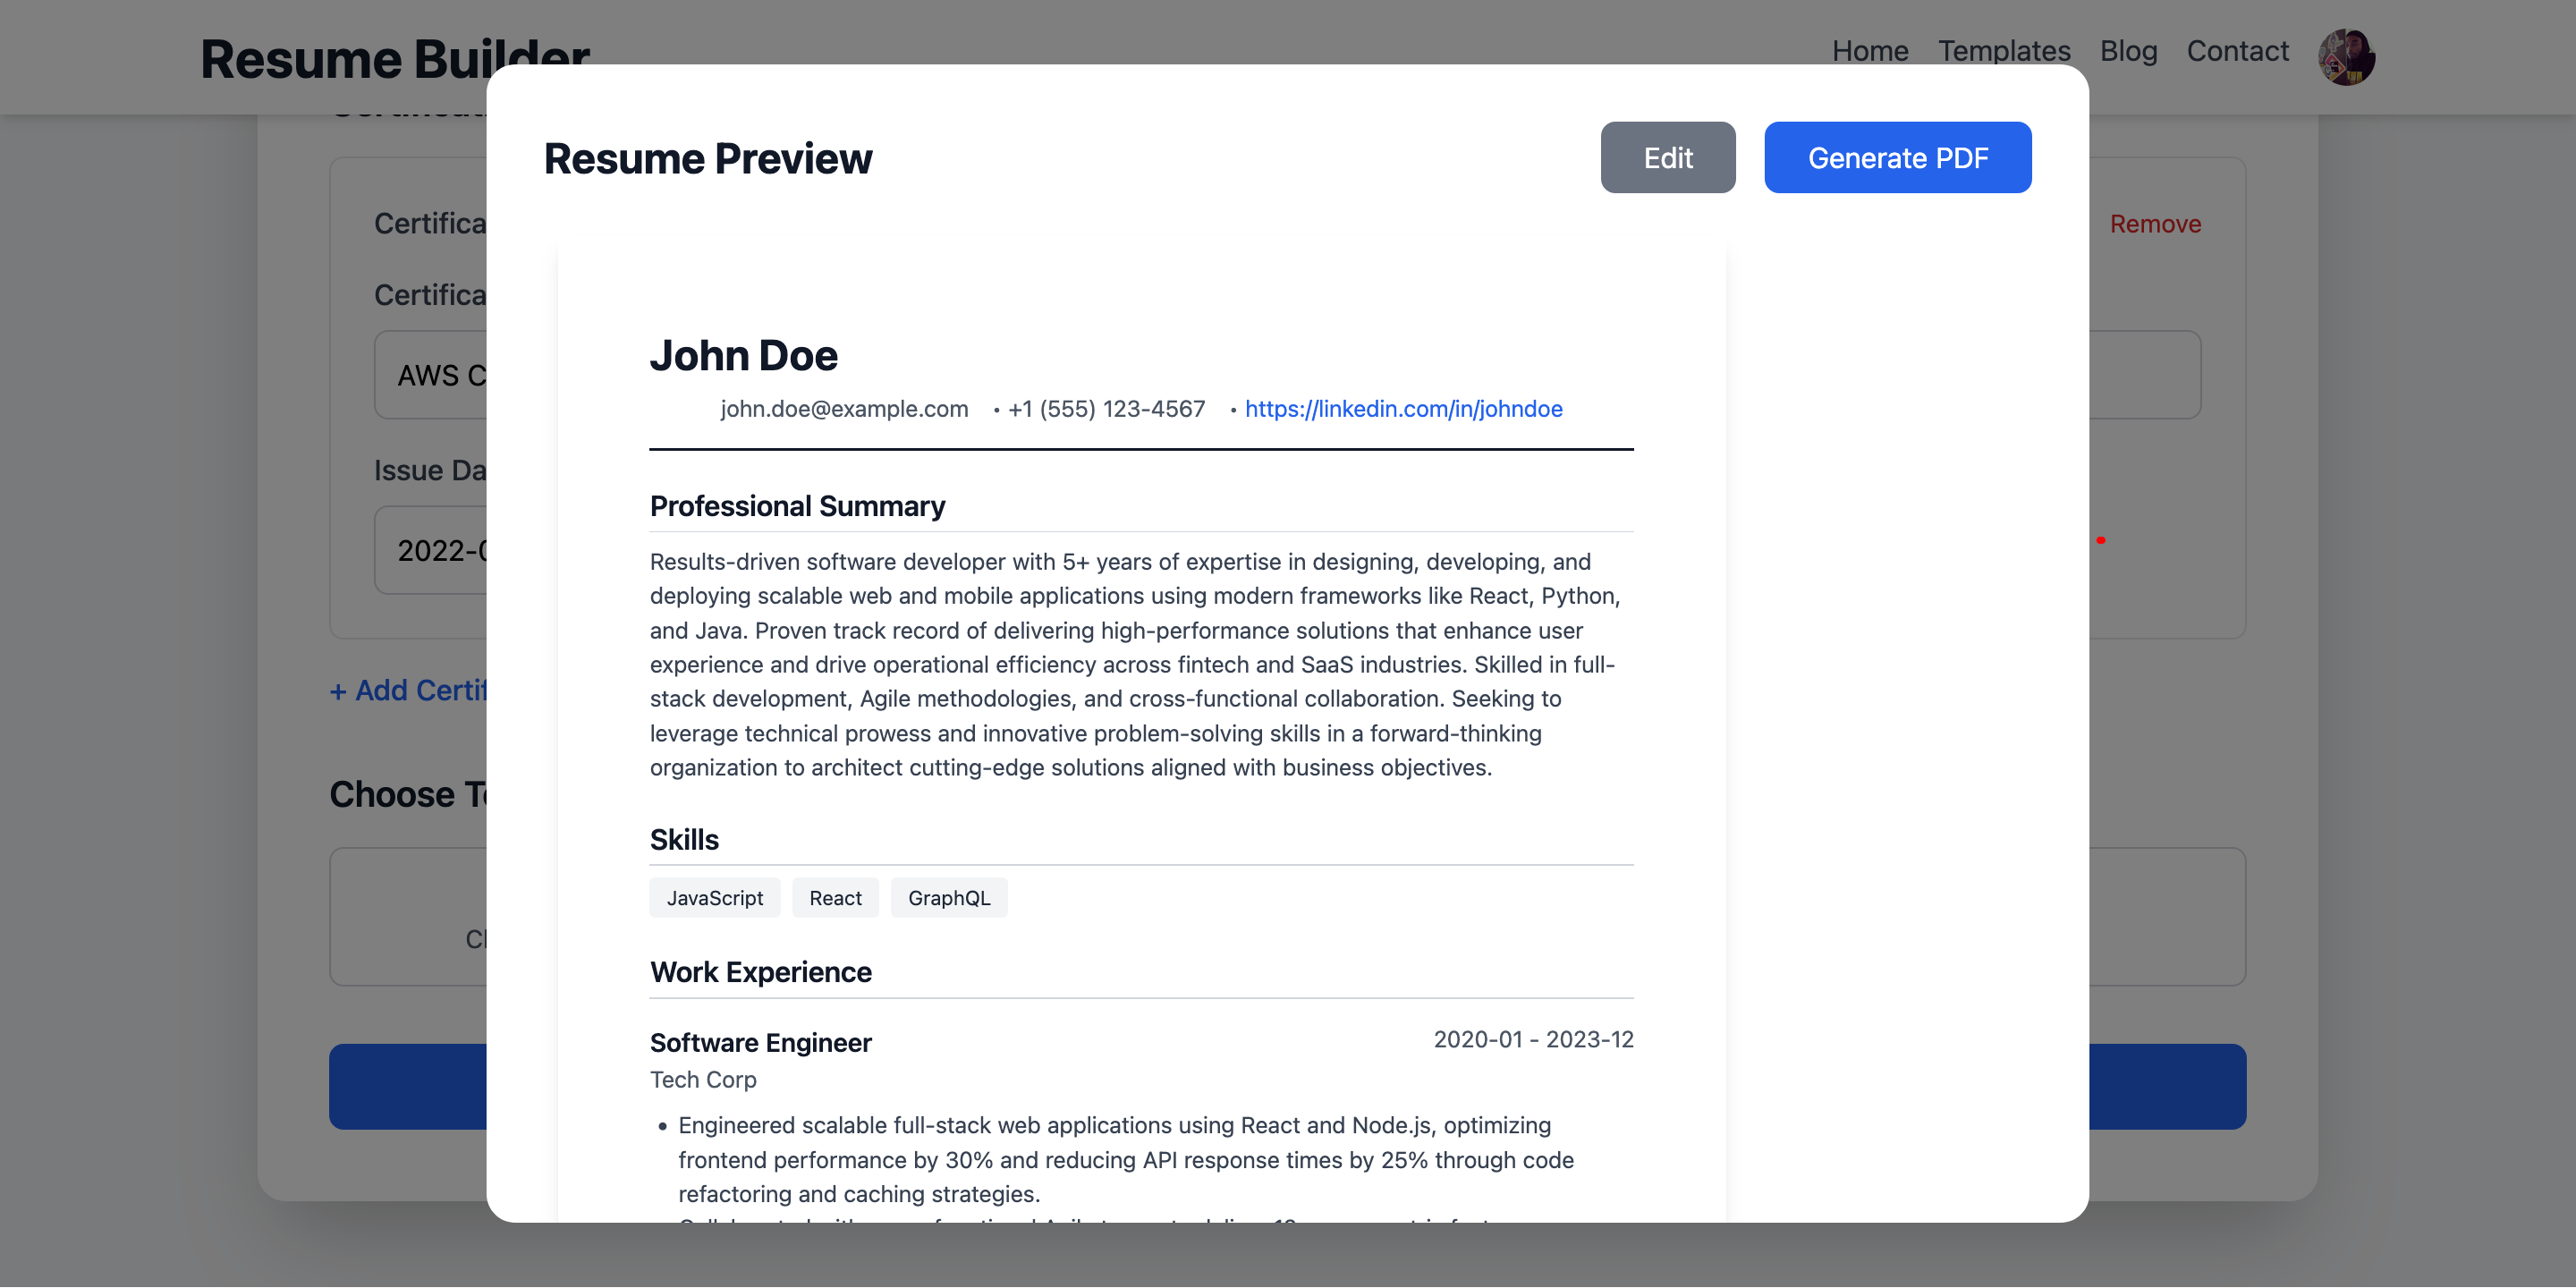 Resume Builder
Home Templates Blog Contact
Resume Preview
Edit
Generate PDF
Remove
AWS
+ Add
Choose
John Doe
john.doe@example.com • +1 (555) 123-4567 • https://linkedin.com/in/johndoe
Professional Summary
Results-driven software developer with 5+ years of expertise in designing, developing, and
deploying scalable web and mobile applications using modern frameworks like React, Python,
and Java. Proven track record of delivering high-performance solutions that enhance user
experience and drive operational efficiency across fintech and SaaS industries. Skilled in full-
stack development, Agile methodologies, and cross-functional collaboration. Seeking to
leverage technical prowess and innovative problem-solving skills in a forward-thinking
organization to architect cutting-edge solutions aligned with business objectives.
Skills
JavaScript React GraphQL
Work Experience
Software Engineer 2020-01 - 2023-12
Tech Corp
• Engineered scalable full-stack web applications using React and Node.js, optimizing
frontend performance by 30% and reducing API response times by 25% through code
refactoring and caching strategies.
Issue